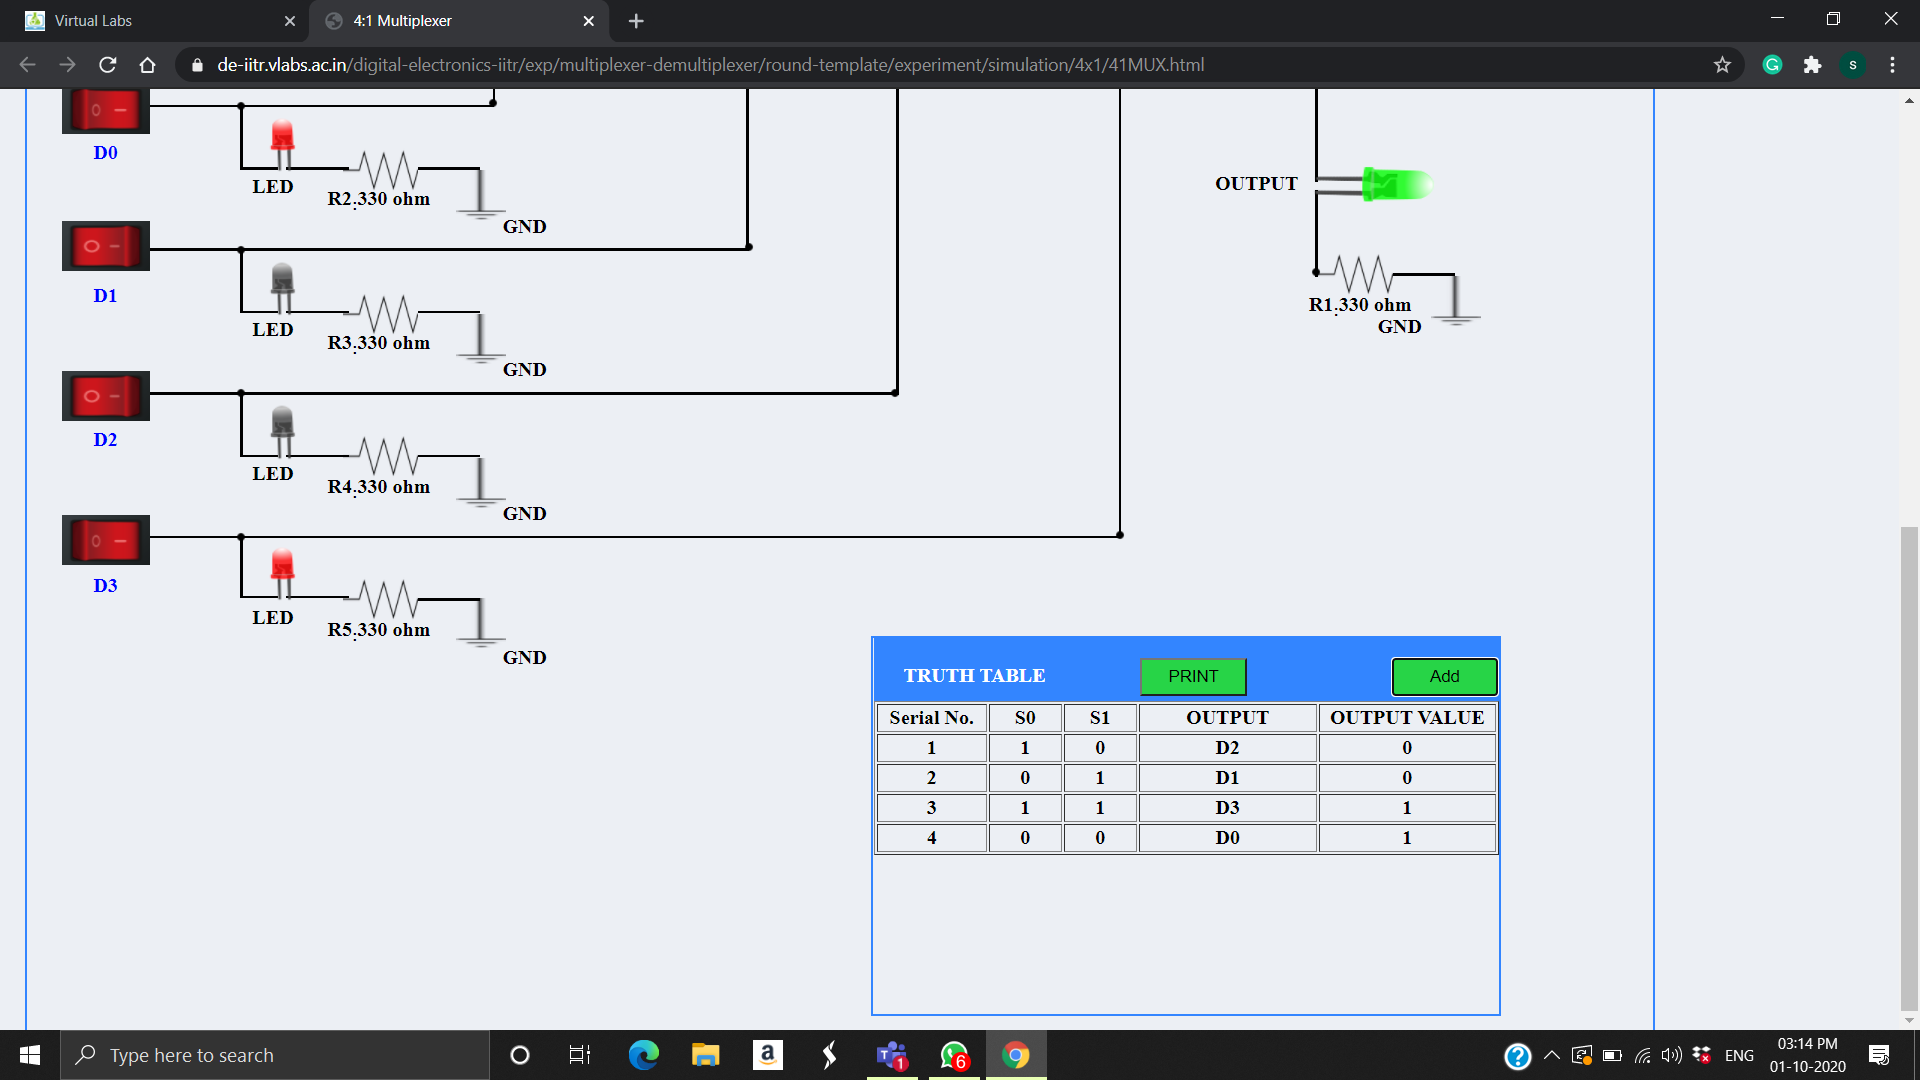 Virtual Labs
4:1 Multiplexer
de-iitr.vlabs.ac.in/digital-electronics-iitr/exp/multiplexer-demultiplexer/round-template/experiment/simulation/4x1/41MUX.html
D0
LED
R2.330 ohm
GND
OUTPUT
D1
LED
R3.330 ohm
GND
R1.330 ohm
GND
D2
LED
R4.330 ohm
GND
D3
LED
R5.330 ohm
GND
TRUTH TABLE PRINT Add
Serial No. S0 S1 OUTPUT OUTPUT VALUE
1 1 0 D2 0
2 0 1 D1 0
3 1 1 D3 1
4 0 0 D0 1
Type here to search
ENG
03:14 PM
01-10-2020